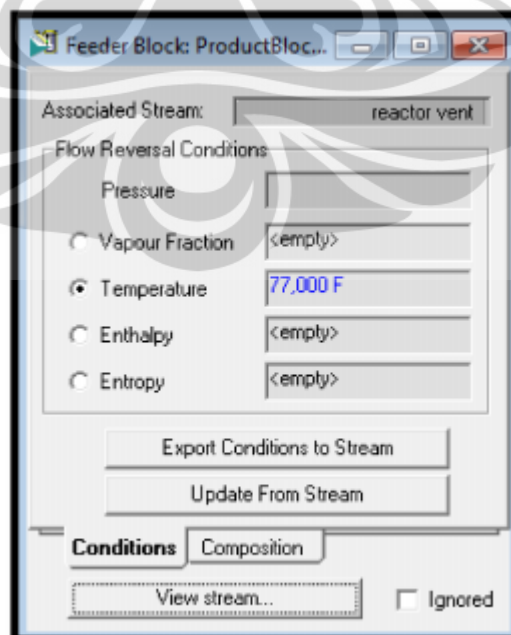 Feeder Block: ProductBloc...
Associated Stream: reactor vent
Flow Reversal Conditions
Pressure
Vapour Fraction <empty>
Temperature 77,000 F
Enthalpy <empty>
Entropy <empty>
Export Conditions to Stream
Update From Stream
Conditions Composition
View stream... Ignored